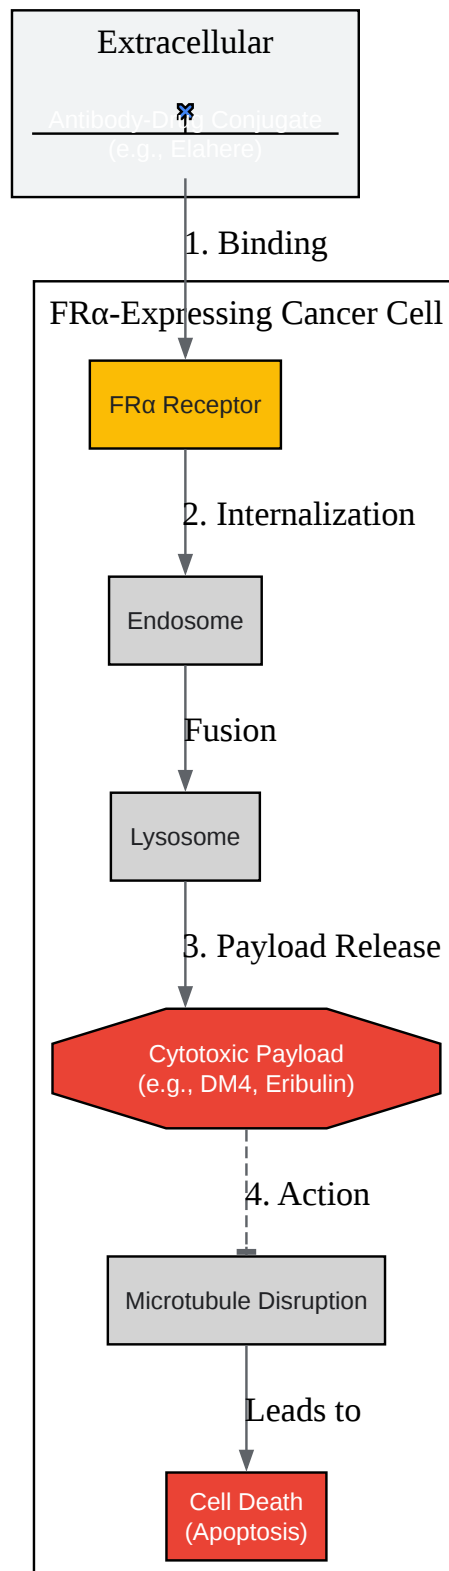 Extracellular
Antibody-Drug Conjugate
(e.g., Elahere)
1. Binding
FRα-Expressing Cancer Cell
FRα Receptor
2. Internalization
Endosome
Fusion
Lysosome
3. Payload Release
Cytotoxic Payload
(e.g., DM4, Eribulin)
4. Action
Microtubule Disruption
Leads to
Cell Death
(Apoptosis)